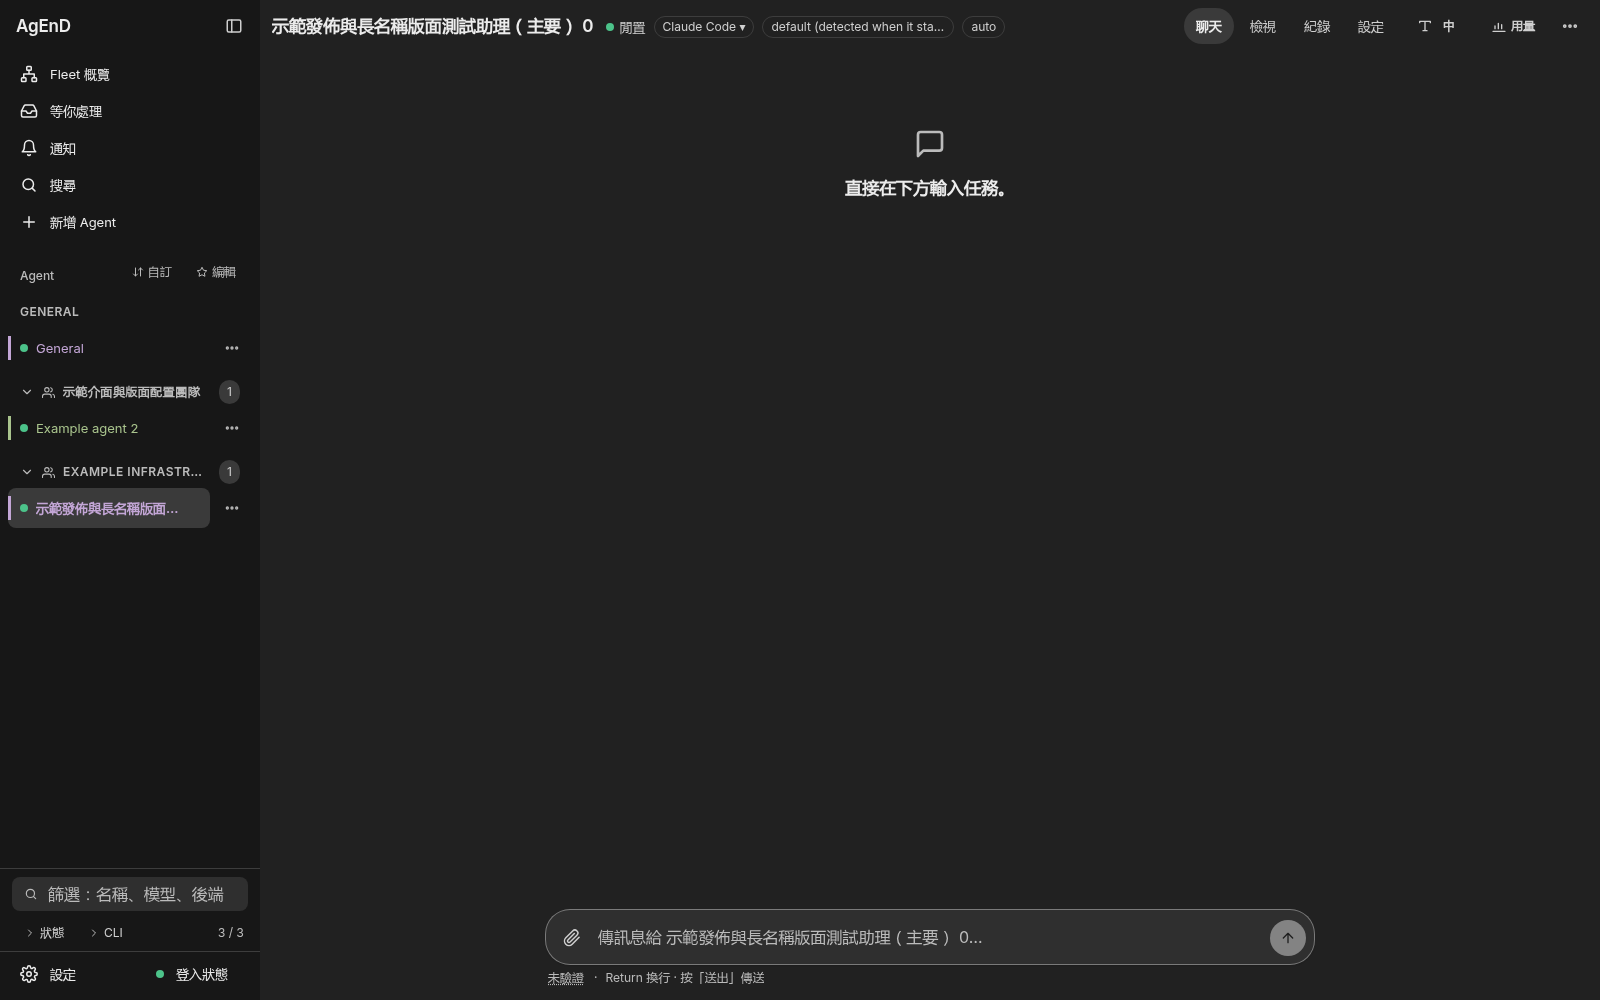 AgEnD
Fleet 概覽
等你處理
通知
搜尋
新增 Agent
Agent 自訂 編輯
GENERAL
General
示範介面與版面配置團隊 1
Example agent 2
EXAMPLE INFRASTR... 1
示範發佈與長名稱版面...
篩選：名稱、模型、後端
狀態 CLI 3 / 3
設定 登入狀態
示範發佈與長名稱版面測試助理（主要）0 閒置 Claude Code ▾ default (detected when it sta... auto 聊天 檢視 紀錄 設定 T 中 用量
直接在下方輸入任務。
傳訊息給 示範發佈與長名稱版面測試助理（主要）0...
未驗證 · Return 換行 · 按「送出」傳送